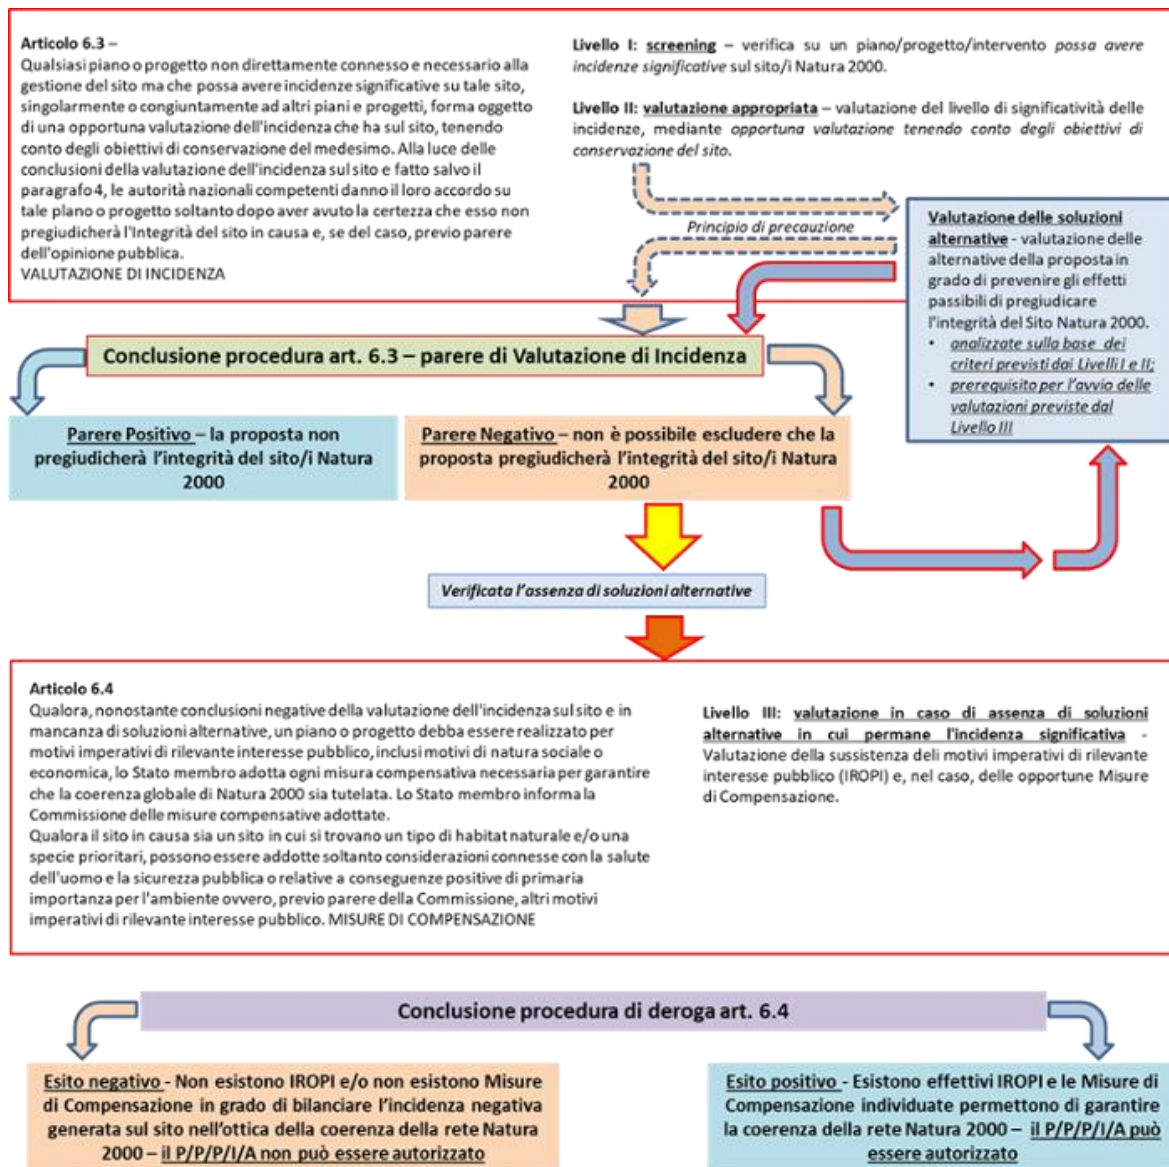 Articolo 6.3 –
Qualsiasi piano o progetto non direttamente connesso e necessario alla
gestione del sito ma che possa avere incidenze significative su tale sito,
singolarmente o congiuntamente ad altri piani e progetti, forma oggetto
di una opportuna valutazione dell'incidenza che ha sul sito, tenendo
conto degli obiettivi di conservazione del medesimo. Alla luce delle
conclusioni della valutazione dell'incidenza sul sito e fatto salvo il
paragrafo 4, le autorità nazionali competenti danno il loro accordo su
tale piano o progetto soltanto dopo aver avuto la certezza che esso non
pregiudicherà l'Integrità del sito in causa e, se del caso, previo parere
dell'opinione pubblica.
VALUTAZIONE DI INCIDENZA
Livello I: screening – verifica su un piano/progetto/intervento possa avere
incidenze significative sul sito/i Natura 2000.
Livello II: valutazione appropriata – valutazione del livello di significatività delle
incidenze, mediante opportuna valutazione tenendo conto degli obiettivi di
conservazione del sito.
Principio di precauzione
Valutazione delle soluzioni
alternative - valutazione delle
alternative della proposta in
grado di prevenire gli effetti
passibili di pregiudicare
l'integrità del Sito Natura 2000.
• analizzate sulla base dei
criteri previsti dai Livelli I e II;
• prerequisito per l'avvio delle
valutazioni previste dal
Livello III
Conclusione procedura art. 6.3 – parere di Valutazione di Incidenza
Parere Positivo – la proposta non
pregiudicherà l'integrità del sito/i Natura
2000
Parere Negativo – non è possibile escludere che la
proposta pregiudicherà l'integrità del sito/i Natura
2000
Verificata l'assenza di soluzioni alternative
Articolo 6.4
Qualora, nonostante conclusioni negative della valutazione dell'incidenza sul sito e in
mancanza di soluzioni alternative, un piano o progetto debba essere realizzato per
motivi imperativi di rilevante interesse pubblico, inclusi motivi di natura sociale o
economica, lo Stato membro adotta ogni misura compensativa necessaria per garantire
che la coerenza globale di Natura 2000 sia tutelata. Lo Stato membro informa la
Commissione delle misure compensative adottate.
Qualora il sito in causa sia un sito in cui si trovano un tipo di habitat naturale e/o una
specie prioritari, possono essere addotte soltanto considerazioni connesse con la salute
dell'uomo e la sicurezza pubblica o relative a conseguenze positive di primaria
importanza per l'ambiente ovvero, previo parere della Commissione, altri motivi
imperativi di rilevante interesse pubblico. MISURE DI COMPENSAZIONE
Livello III: valutazione in caso di assenza di soluzioni
alternative in cui permane l'incidenza significativa -
Valutazione della sussistenza deli motivi imperativi di rilevante
interesse pubblico (IROPI) e, nel caso, delle opportune Misure
di Compensazione.
Conclusione procedura di deroga art. 6.4
Esito negativo - Non esistono IROPI e/o non esistono Misure
di Compensazione in grado di bilanciare l'incidenza negativa
generata sul sito nell'ottica della coerenza della rete Natura
2000 – il P/P/P/I/A non può essere autorizzato
Esito positivo - Esistono effettivi IROPI e le Misure di
Compensazione individuate permettono di garantire
la coerenza della rete Natura 2000 – il P/P/P/I/A può
essere autorizzato